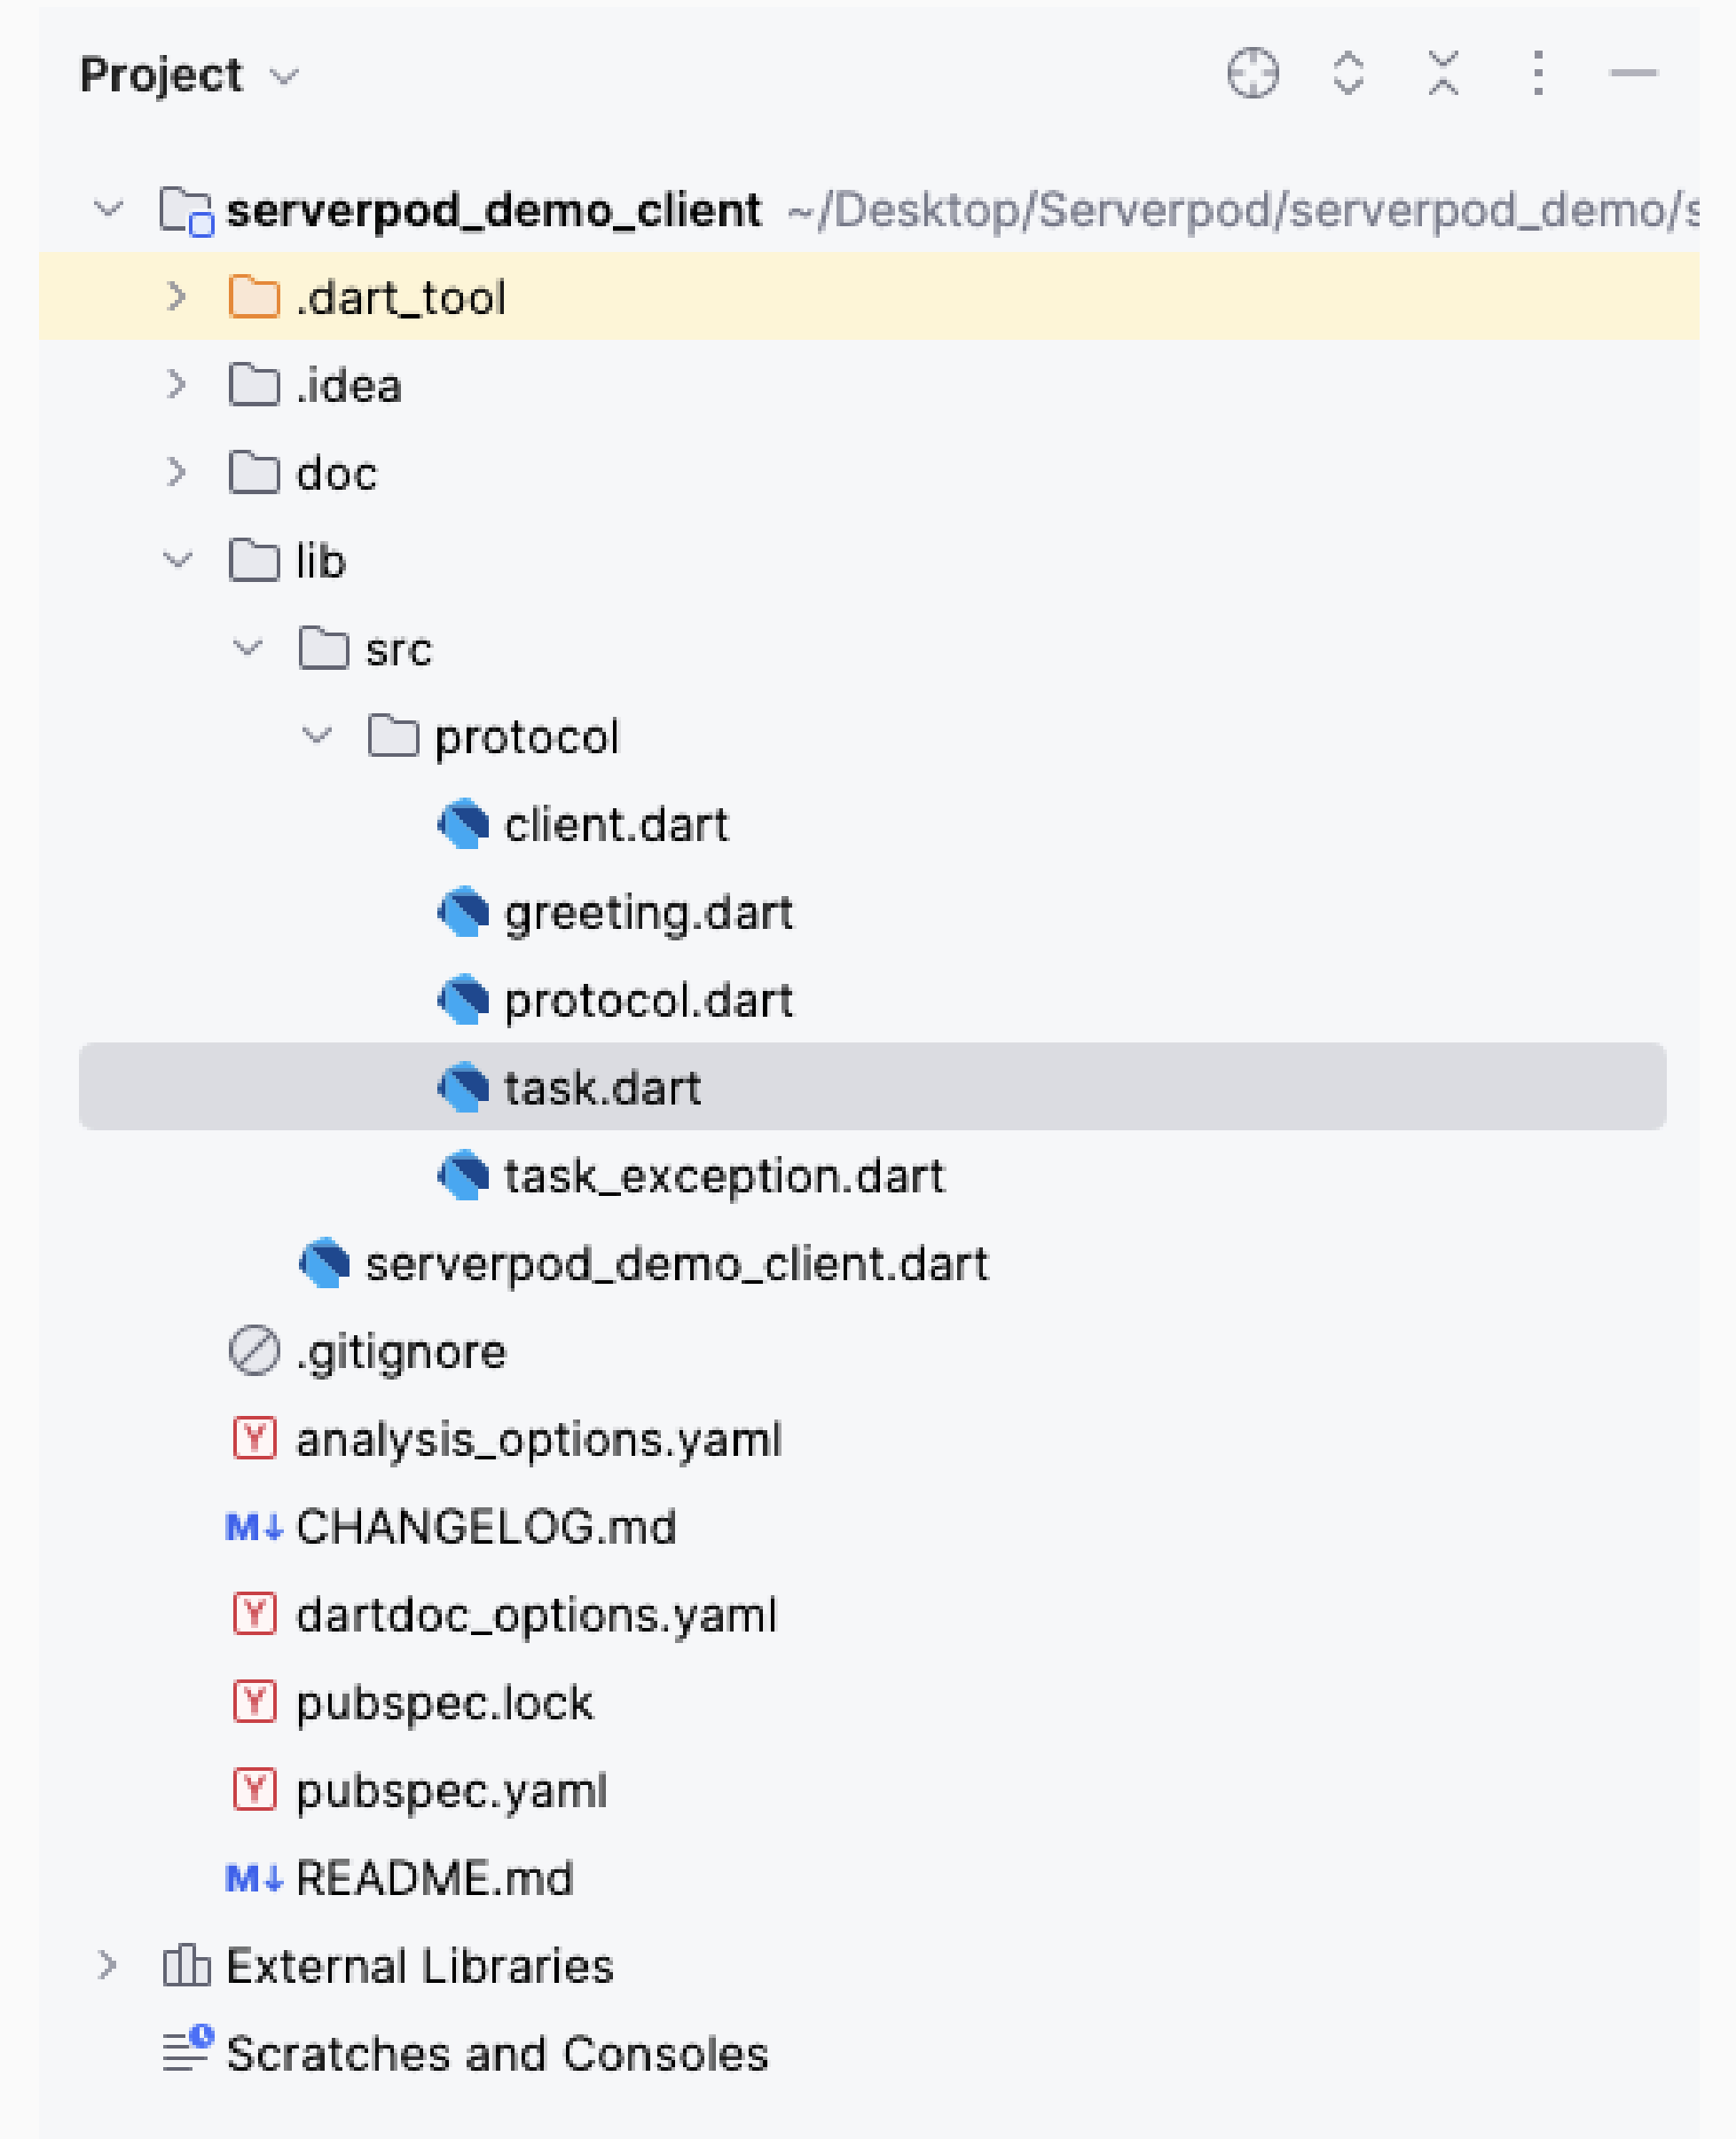 Project
serverpod_demo_client ~/Desktop/Serverpod/serverpod_demo/s
.dart_tool
.idea
doc
lib
src
protocol
client.dart
greeting.dart
protocol.dart
task.dart
task_exception.dart
serverpod_demo_client.dart
.gitignore
analysis_options.yaml
CHANGELOG.md
dartdoc_options.yaml
pubspec.lock
pubspec.yaml
README.md
External Libraries
Scratches and Consoles